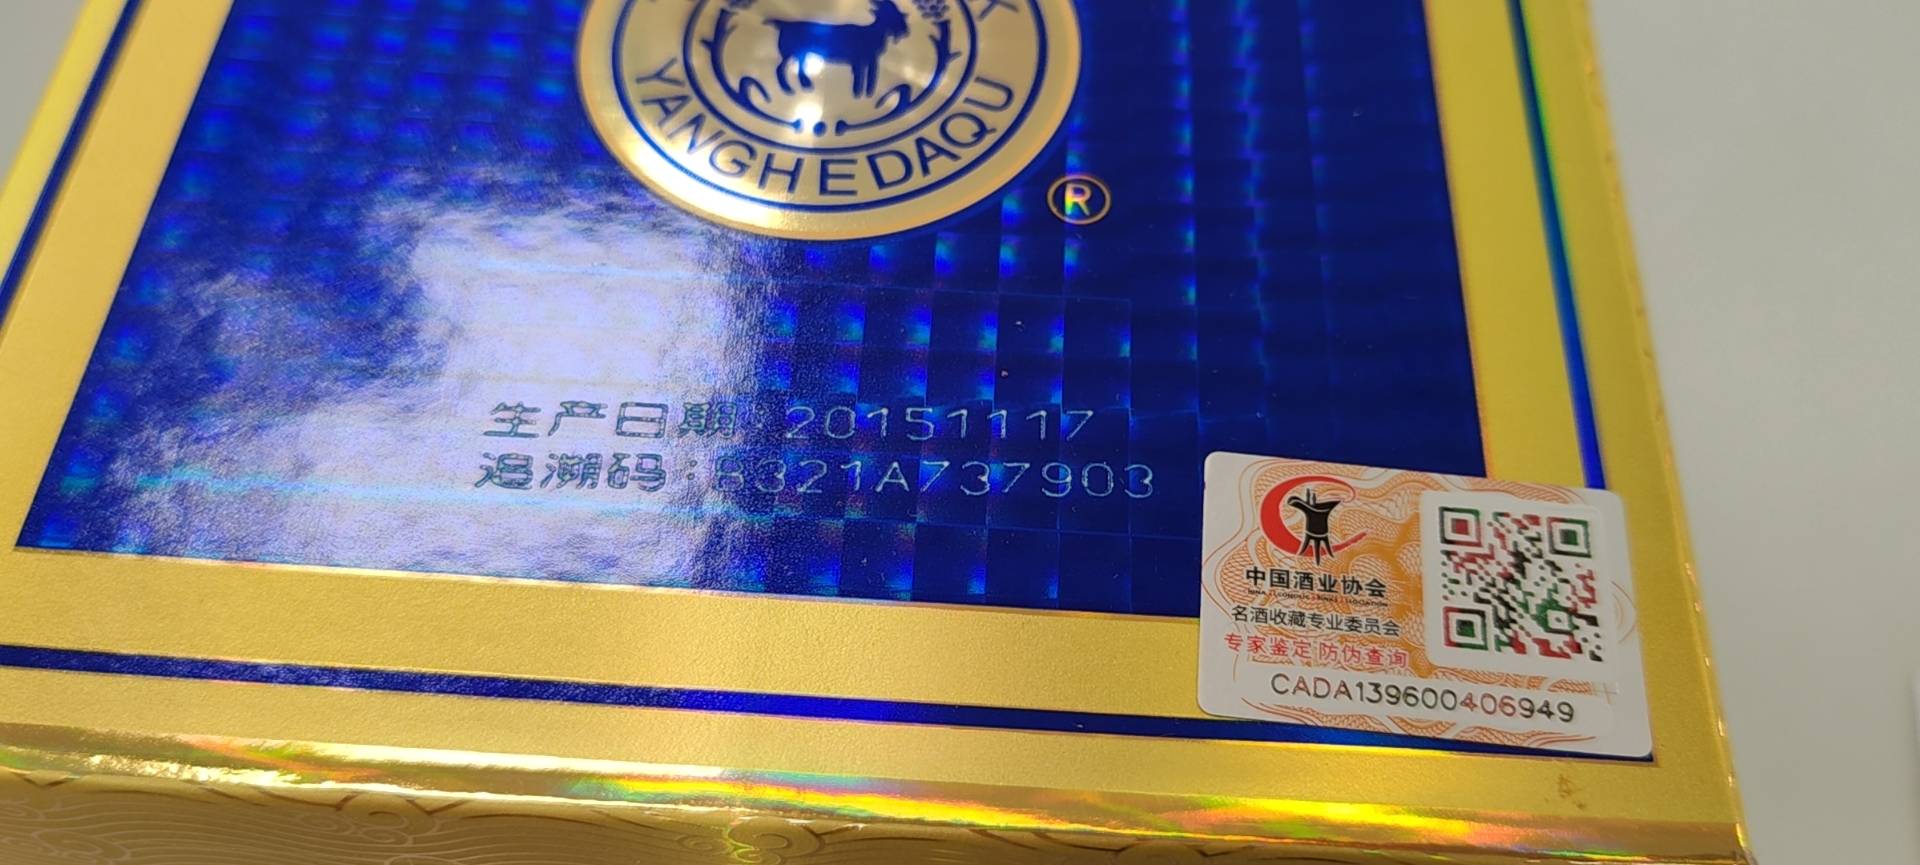 YANGHEDAQU
®
生产日期：20151117
追溯码：B321A737903
中国酒业协会
名酒收藏专业委员会
专家鉴定 防伪查询
CADA139600406949